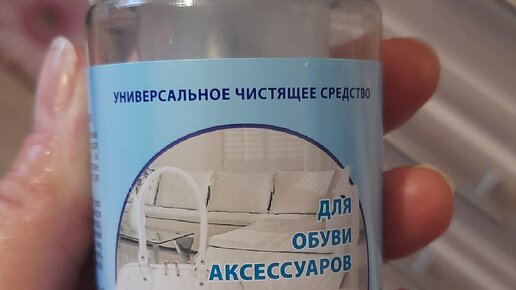 УНИВЕРСАЛЬНОЕ ЧИСТЯЩЕЕ СРЕДСТВО
ДЛЯ
ОБУВИ
АКСЕССУАРОВ